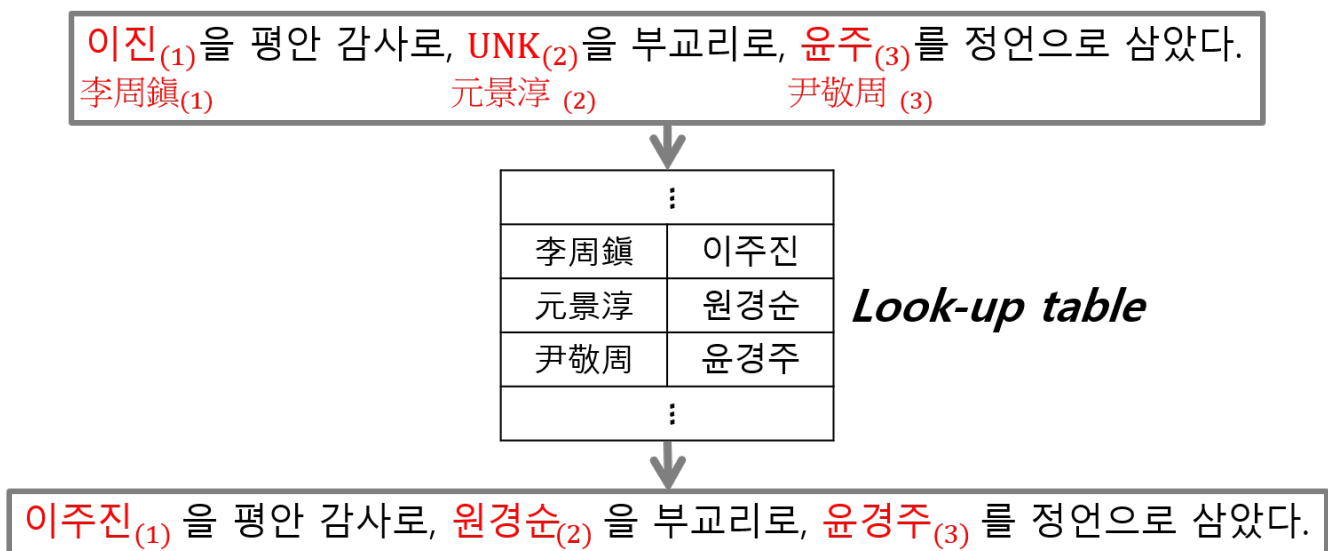 이진(1)을 평안 감사로, UNK(2)을 부교리로, 윤주(3)를 정언으로 삼았다.
李周鎭(1) 元景淳 (2) 尹敬周 (3)
⋮
李周鎭 이주진
元景淳 원경순
尹敬周 윤경주
⋮
Look-up table
이주진(1) 을 평안 감사로, 원경순(2) 을 부교리로, 윤경주(3) 를 정언으로 삼았다.